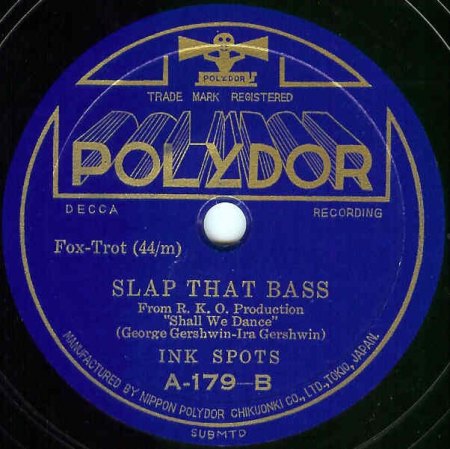 POLYDOR
TRADE MARK REGISTERED
POLYDOR
DECCA RECORDING
Fox-Trot (44/m)
SLAP THAT BASS
From R. K. O. Production
"Shall We Dance"
(George Gershwin-Ira Gershwin)
INK SPOTS
A-179-B
MANUFACTURED BY NIPPON POLYDOR CHIKUONKI CO., LTD., TOKYO, JAPAN.
SUBMTD